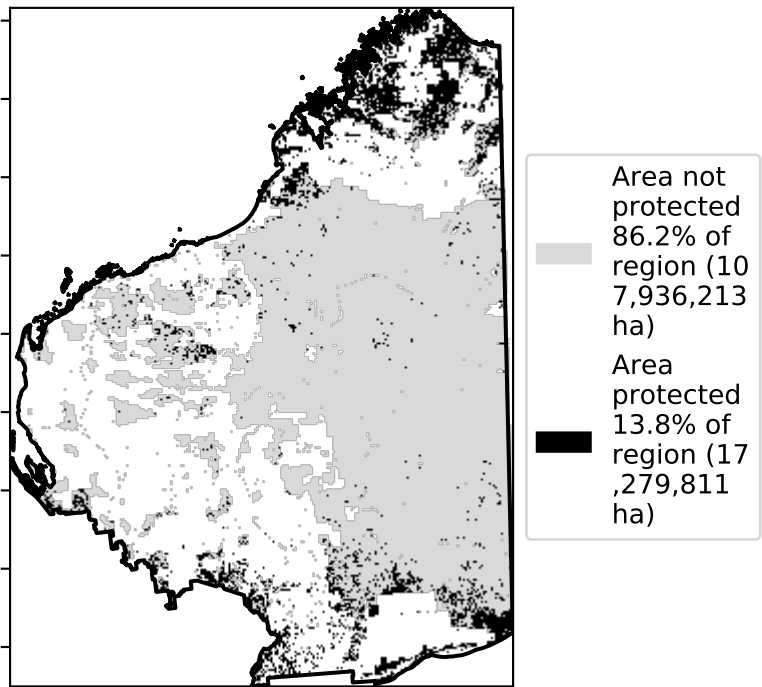 Area not
protected
86.2% of
region (10
7,936,213
ha)
Area
protected
13.8% of
region (17
,279,811
ha)